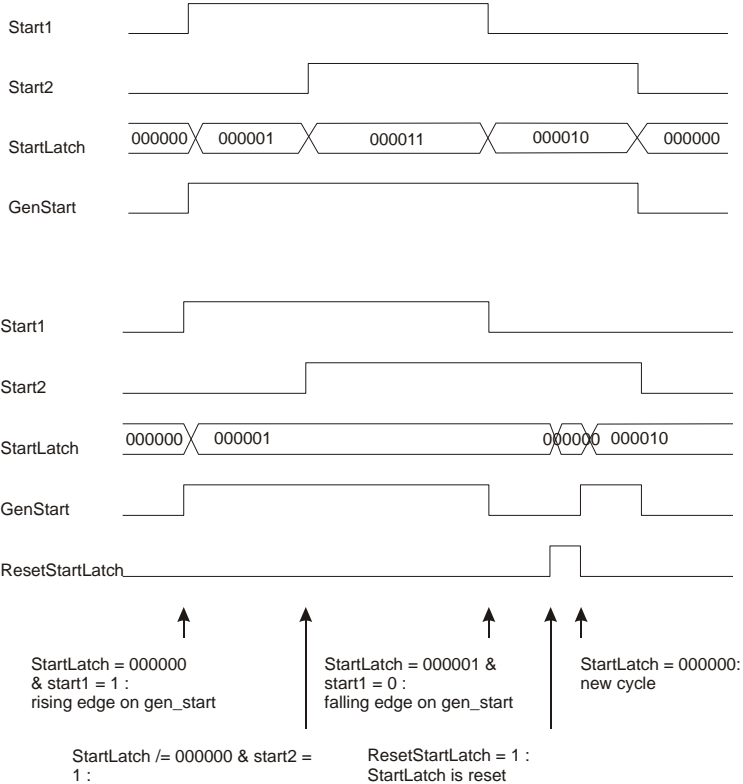 Start1
Start2
StartLatch
000000 000001 000011 000010 000000
GenStart
Start1
Start2
StartLatch
000000 000001 000000 000010
GenStart
ResetStartLatch
StartLatch = 000000
& start1 = 1 :
rising edge on gen_start
StartLatch = 000001 &
start1 = 0 :
falling edge on gen_start
StartLatch = 000000:
new cycle
StartLatch /= 000000 & start2 =
1 :
ResetStartLatch = 1 :
StartLatch is reset